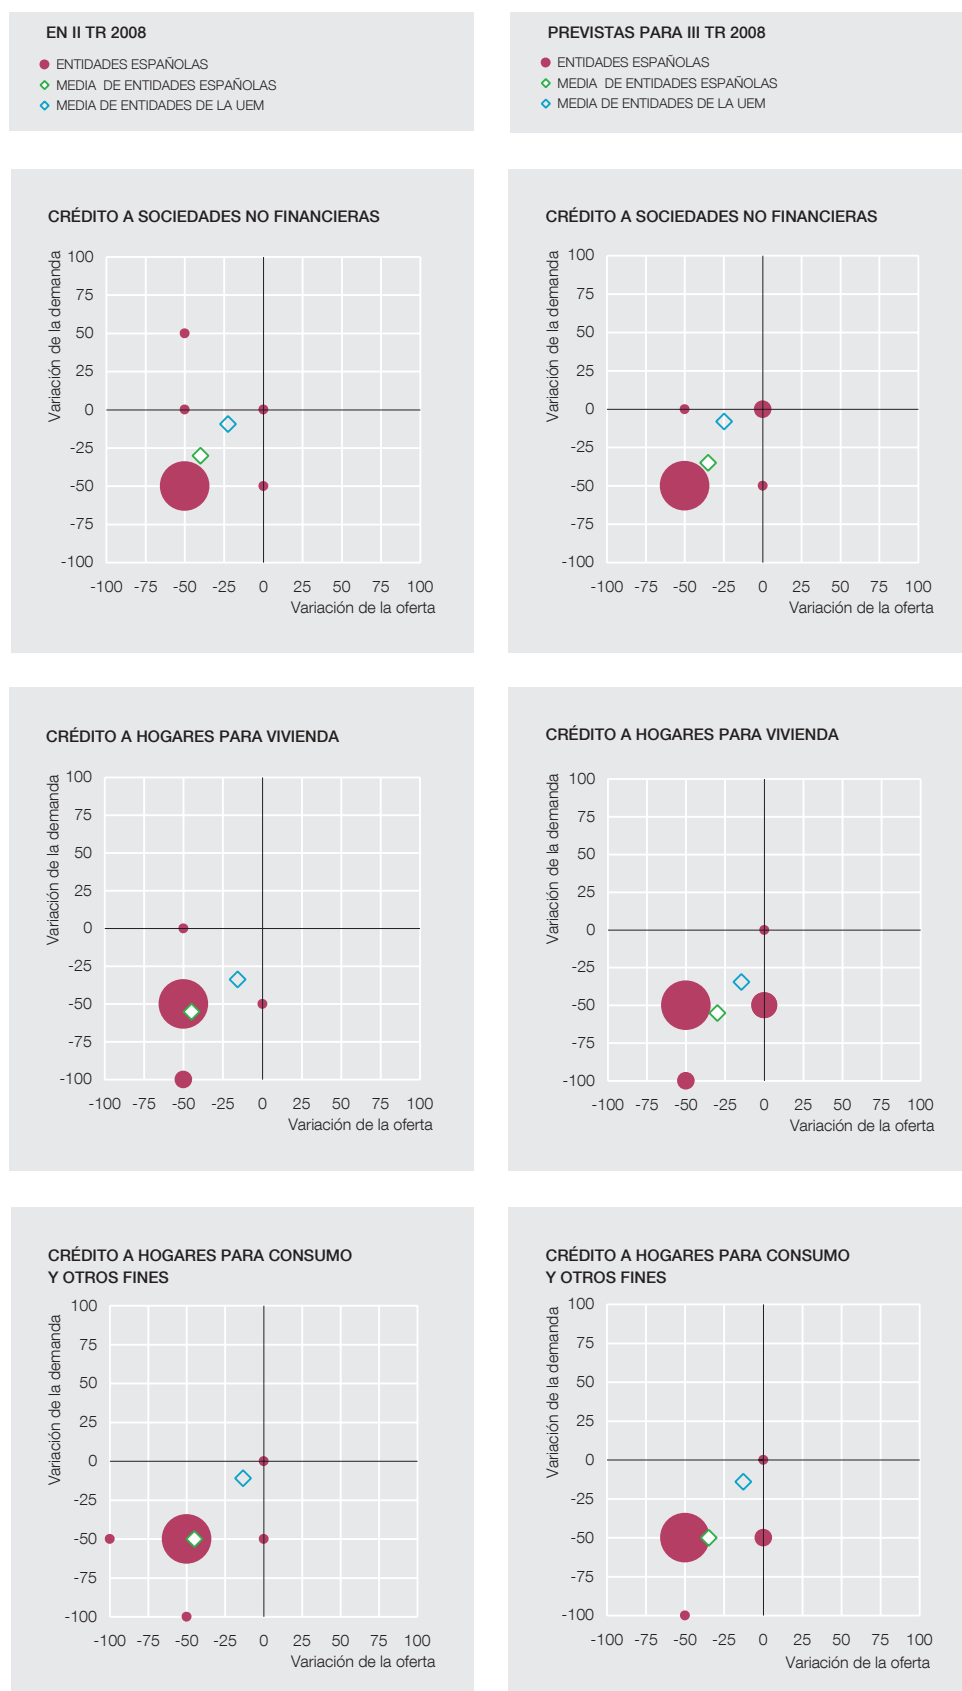 EN II TR 2008
ENTIDADES ESPAÑOLAS
MEDIA DE ENTIDADES ESPAÑOLAS
MEDIA DE ENTIDADES DE LA UEM
PREVISTAS PARA III TR 2008
ENTIDADES ESPAÑOLAS
MEDIA DE ENTIDADES ESPAÑOLAS
MEDIA DE ENTIDADES DE LA UEM
CRÉDITO A SOCIEDADES NO FINANCIERAS
Variación de la demanda
100
75
50
25
0
-25
-50
-75
-100
-100 -75 -50 -25 0 25 50 75 100
Variación de la oferta
CRÉDITO A SOCIEDADES NO FINANCIERAS
Variación de la demanda
100
75
50
25
0
-25
-50
-75
-100
-100 -75 -50 -25 0 25 50 75 100
Variación de la oferta
CRÉDITO A HOGARES PARA VIVIENDA
Variación de la demanda
100
75
50
25
0
-25
-50
-75
-100
-100 -75 -50 -25 0 25 50 75 100
Variación de la oferta
CRÉDITO A HOGARES PARA VIVIENDA
Variación de la demanda
100
75
50
25
0
-25
-50
-75
-100
-100 -75 -50 -25 0 25 50 75 100
Variación de la oferta
CRÉDITO A HOGARES PARA CONSUMO
Y OTROS FINES
Variación de la demanda
100
75
50
25
0
-25
-50
-75
-100
-100 -75 -50 -25 0 25 50 75 100
Variación de la oferta
CRÉDITO A HOGARES PARA CONSUMO
Y OTROS FINES
Variación de la demanda
100
75
50
25
0
-25
-50
-75
-100
-100 -75 -50 -25 0 25 50 75 100
Variación de la oferta